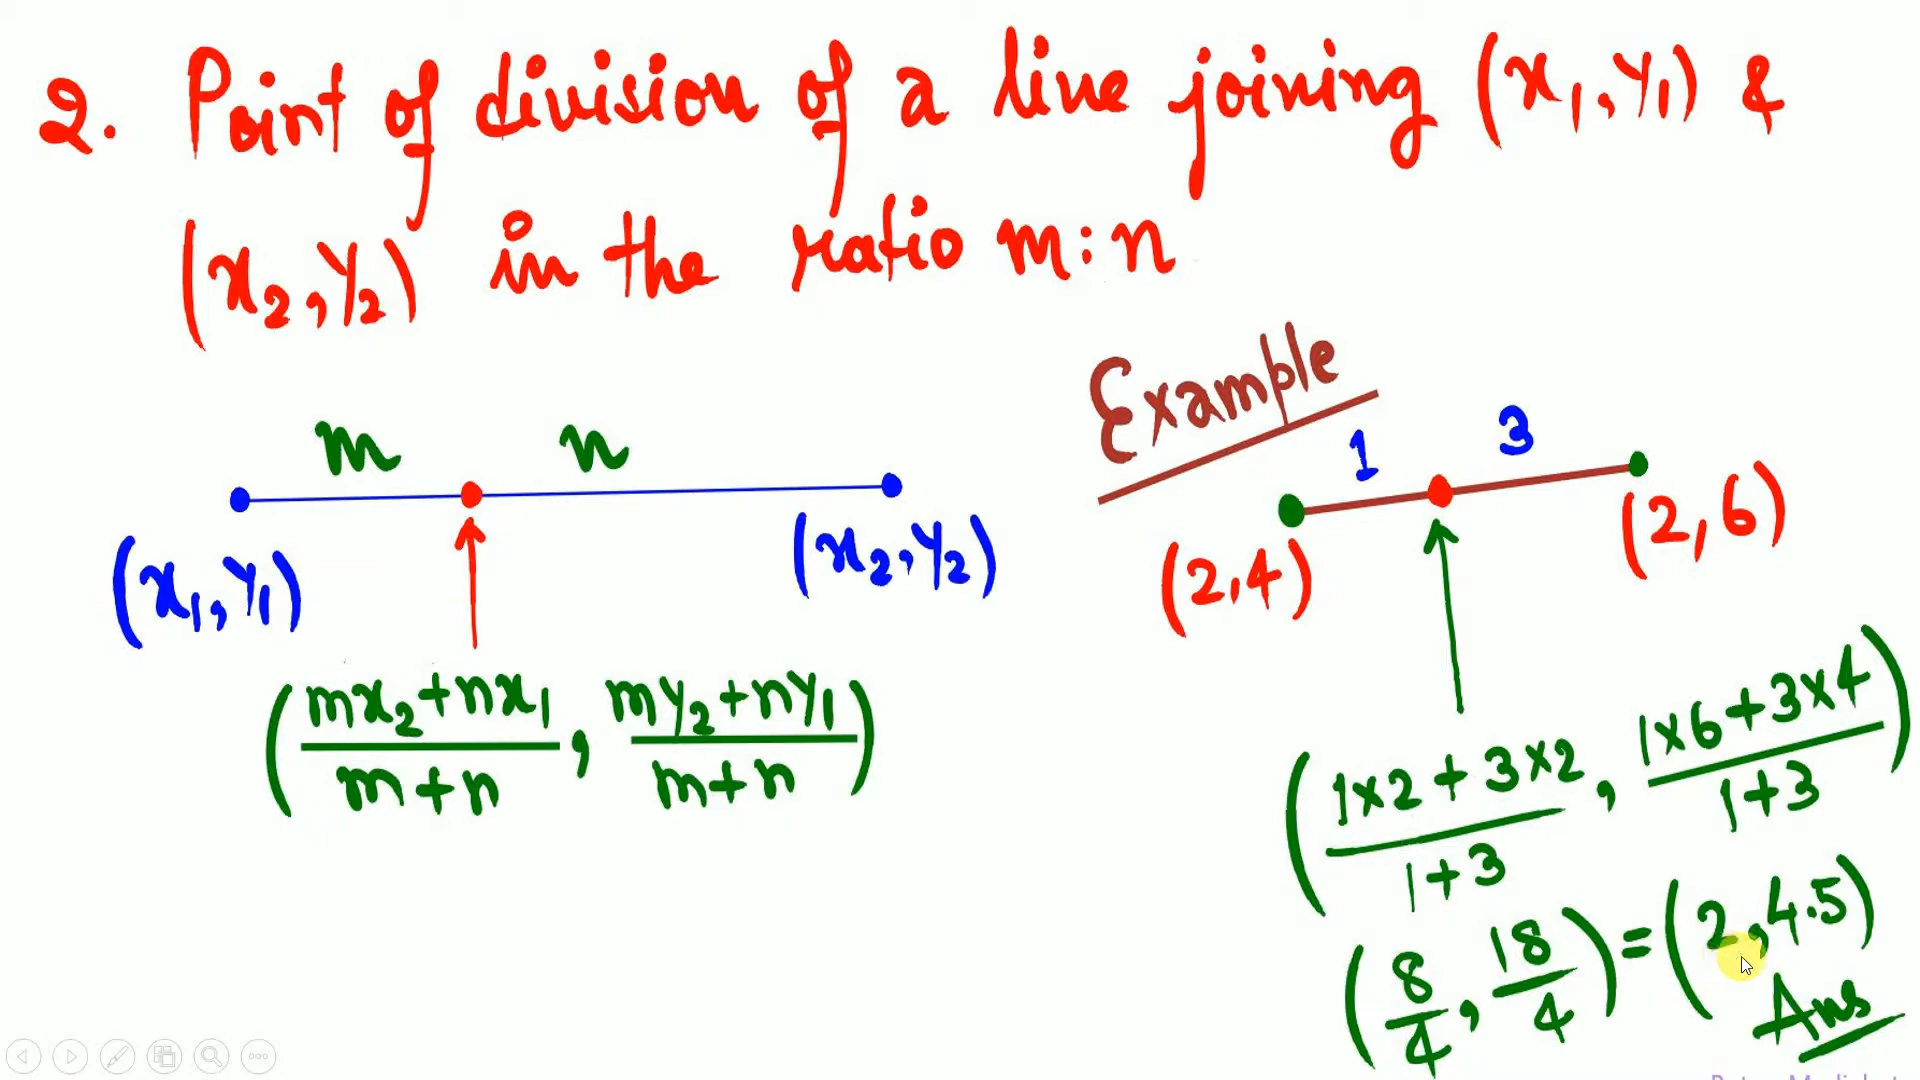 2. Point of division of a line joining (x₁,y₁) &
(x₂,y₂) in the ratio m:n
Example
m n
1 3
(x₁,y₁) (x₂,y₂)
(2,4) (2,6)
(mx₂+nx₁/m+n, my₂+ny₁/m+n)
(1×2+3×2/1+3, 1×6+3×4/1+3)
(8/4, 18/4) = (2,4.5)
Ans